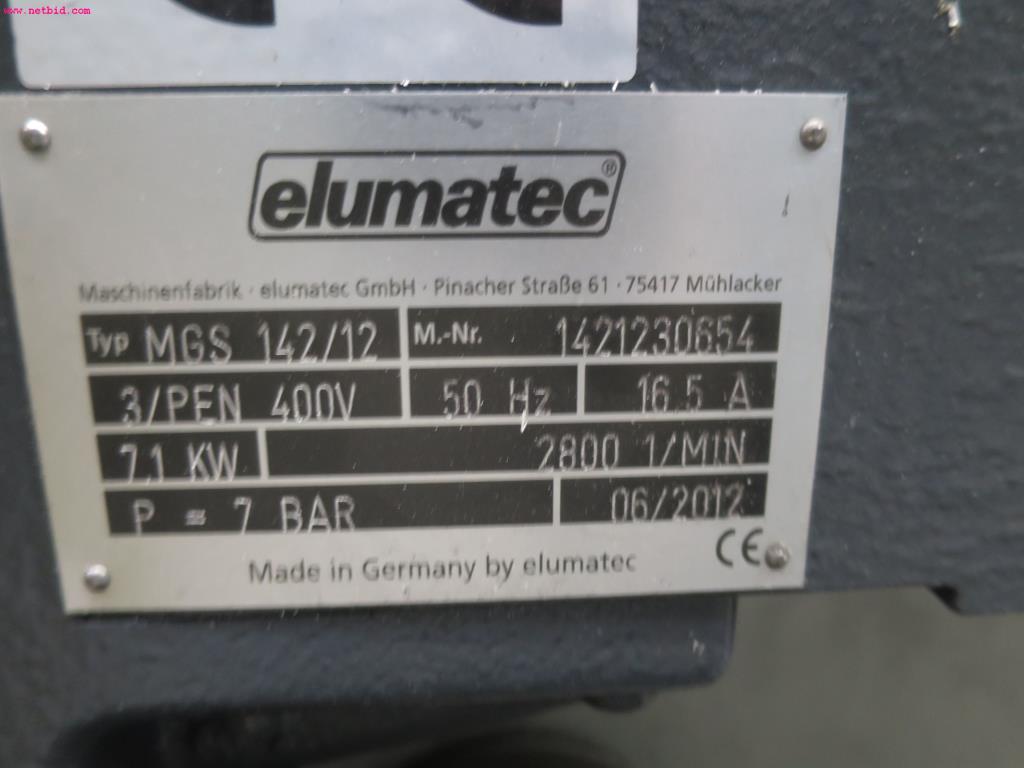 www.netbid.com
elumatec®
Maschinenfabrik · elumatec GmbH · Pinacher Straße 61 · 75417 Mühlacker
Typ MGS 142/12 M.-Nr. 1421230654
3/PEN 400V 50 Hz 16.5 A
7.1 KW 2800 1/MIN
P = 7 BAR 06/2012
CE
Made in Germany by elumatec